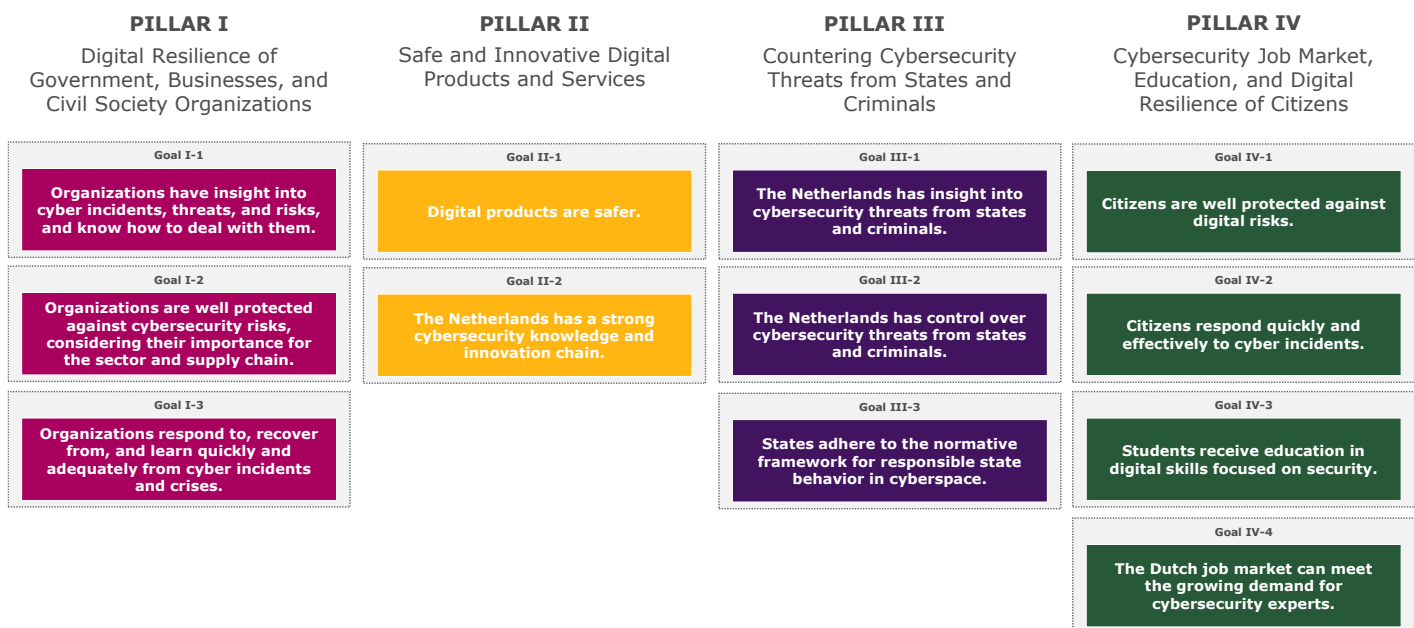 PILLAR I
Digital Resilience of
Government, Businesses, and
Civil Society Organizations
Goal I-1
Organizations have insight into
cyber incidents, threats, and risks,
and know how to deal with them.
Goal I-2
Organizations are well protected
against cybersecurity risks,
considering their importance for
the sector and supply chain.
Goal I-3
Organizations respond to, recover
from, and learn quickly and
adequately from cyber incidents
and crises.
PILLAR II
Safe and Innovative Digital
Products and Services
Goal II-1
Digital products are safer.
Goal II-2
The Netherlands has a strong
cybersecurity knowledge and
innovation chain.
PILLAR III
Countering Cybersecurity
Threats from States and
Criminals
Goal III-1
The Netherlands has insight into
cybersecurity threats from states
and criminals.
Goal III-2
The Netherlands has control over
cybersecurity threats from states
and criminals.
Goal III-3
States adhere to the normative
framework for responsible state
behavior in cyberspace.
PILLAR IV
Cybersecurity Job Market,
Education, and Digital
Resilience of Citizens
Goal IV-1
Citizens are well protected against
digital risks.
Goal IV-2
Citizens respond quickly and
effectively to cyber incidents.
Goal IV-3
Students receive education in
digital skills focused on security.
Goal IV-4
The Dutch job market can meet
the growing demand for
cybersecurity experts.